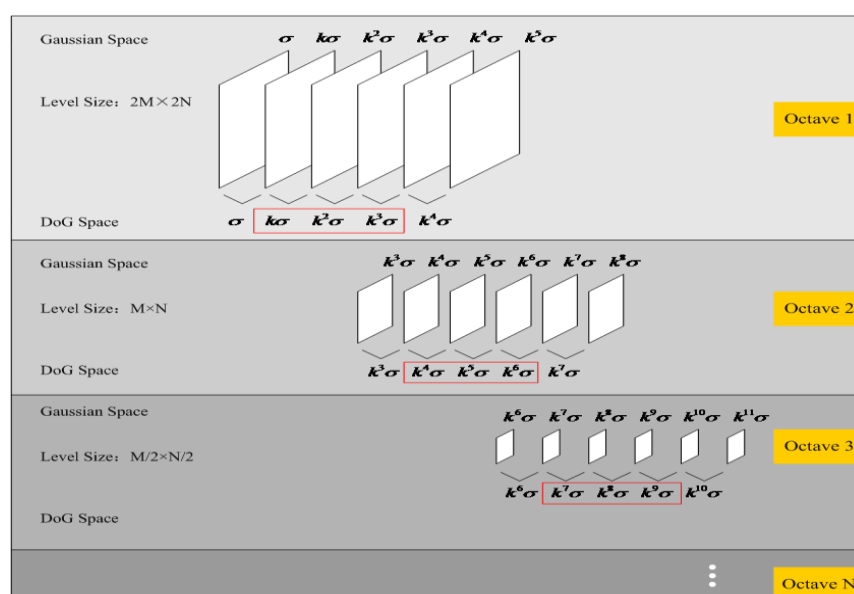 Gaussian Space σ kσ k²σ k³σ k⁴σ k⁵σ
Level Size: 2M×2N
Octave 1
DoG Space σ kσ k²σ k³σ k⁴σ
Gaussian Space k³σ k⁴σ k⁵σ k⁶σ k⁷σ k⁸σ
Level Size: M×N
Octave 2
DoG Space k³σ k⁴σ k⁵σ k⁶σ k⁷σ
Gaussian Space k⁶σ k⁷σ k⁸σ k⁹σ k¹⁰σ k¹¹σ
Octave 3
Level Size: M/2×N/2
k⁶σ k⁷σ k⁸σ k⁹σ k¹⁰σ
DoG Space
Octave N